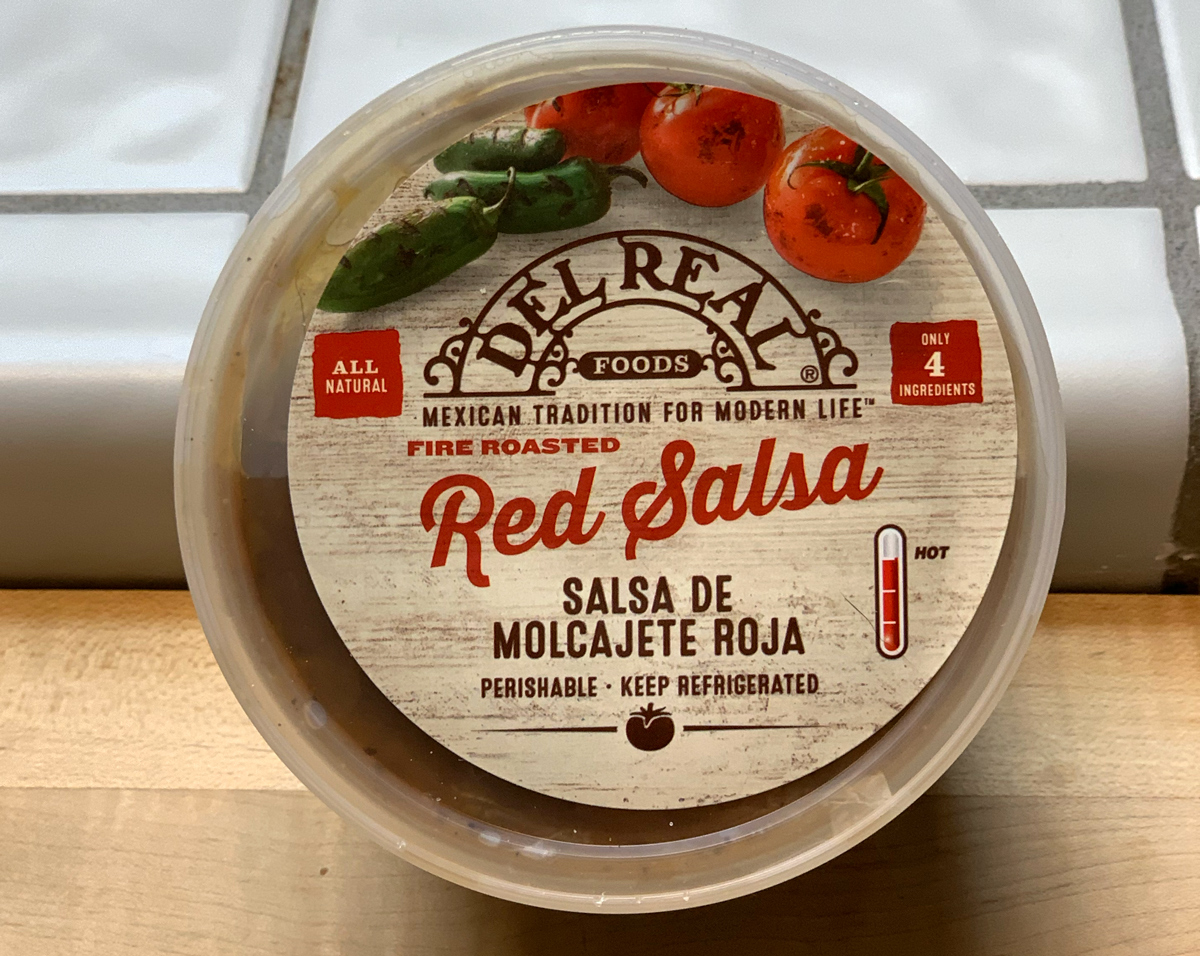 DEL REAL®
FOODS
ALL
NATURAL
ONLY
4
INGREDIENTS
MEXICAN TRADITION FOR MODERN LIFE™
FIRE ROASTED
Red Salsa
HOT
SALSA DE
MOLCAJETE ROJA
PERISHABLE · KEEP REFRIGERATED